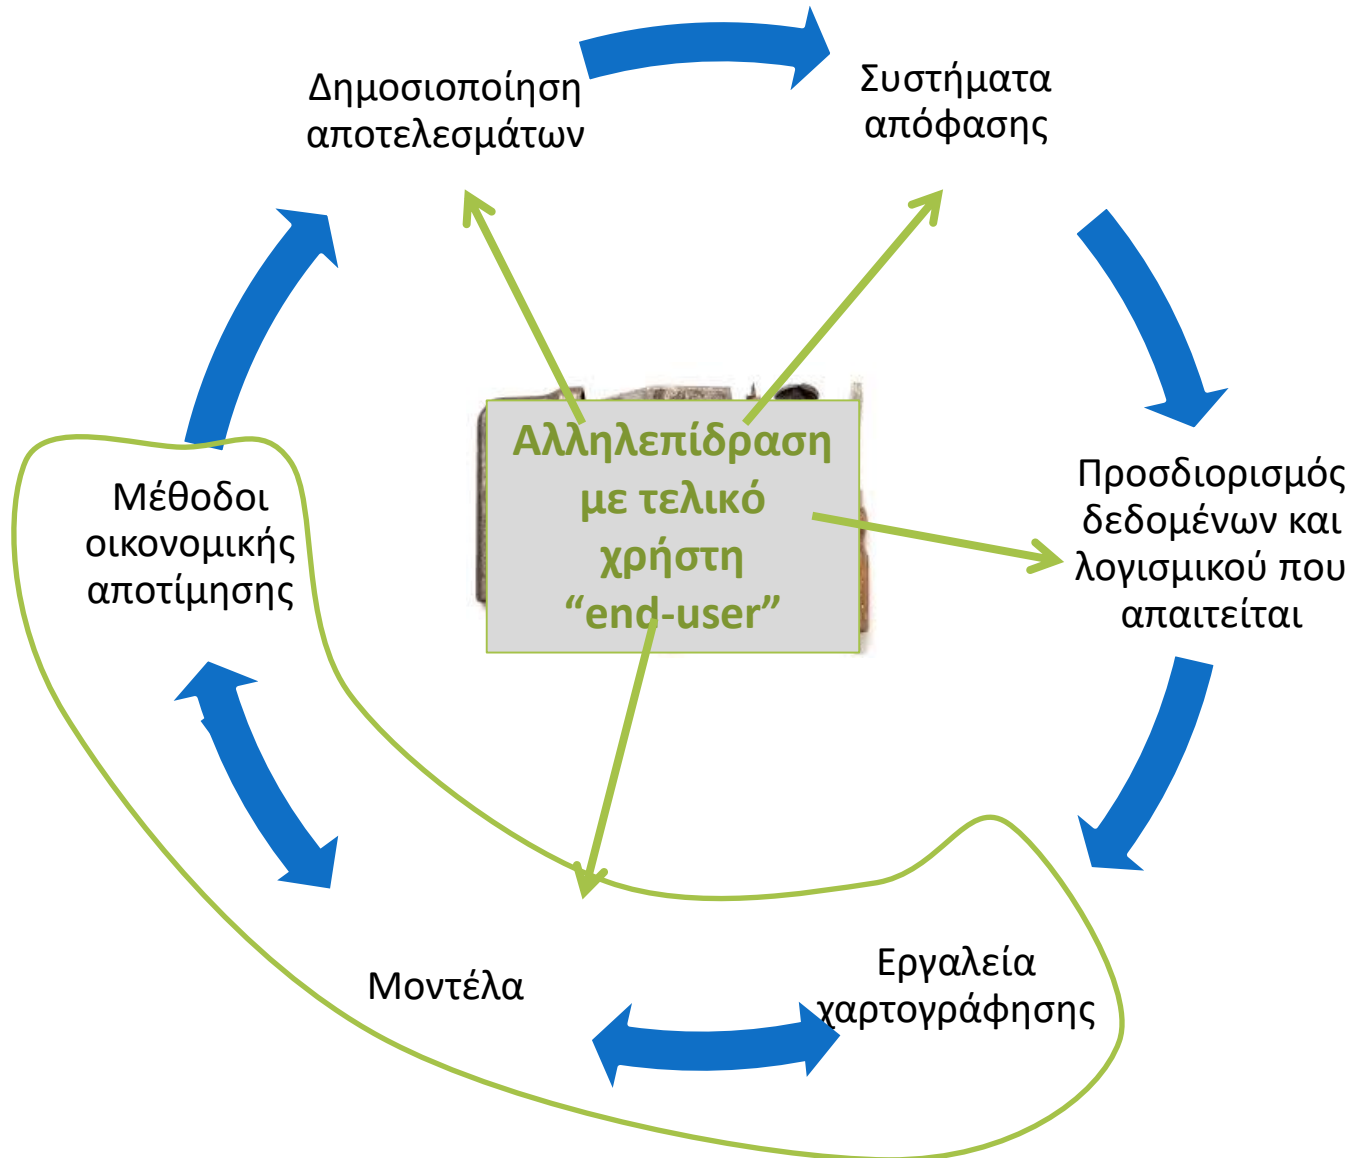 Δημοσιοποίηση
αποτελεσμάτων
Συστήματα
απόφασης
Αλληλεπίδραση
με τελικό
χρήστη
“end-user”
Προσδιορισμός
δεδομένων και
λογισμικού που
απαιτείται
Μέθοδοι
οικονομικής
αποτίμησης
Μοντέλα
Εργαλεία
χαρτογράφησης